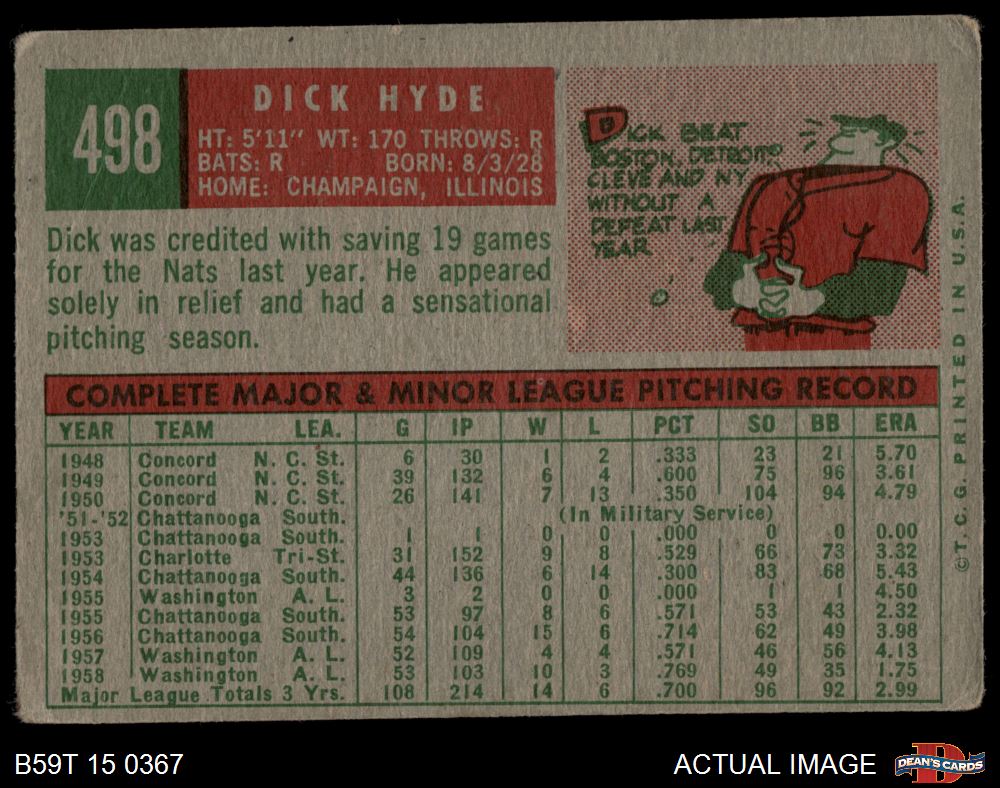 498
DICK HYDE
HT: 5'11" WT: 170 THROWS: R
BATS: R BORN: 8/3/28
HOME: CHAMPAIGN, ILLINOIS
DICK BEAT
BOSTON, DETROIT,
CLEVE AND NY
WITHOUT A
DEFEAT LAST
YEAR
Dick was credited with saving 19 games
for the Nats last year. He appeared
solely in relief and had a sensational
pitching season.
COMPLETE MAJOR & MINOR LEAGUE PITCHING RECORD
YEAR TEAM LEA. G IP W L PCT SO BB ERA
1948 Concord N. C. St. 6 30 1 2 .333 23 21 5.70
1949 Concord N. C. St. 39 132 6 4 .600 75 96 3.61
1950 Concord N. C. St. 26 141 7 13 .350 104 94 4.79
'51-'52 Chattanooga South. (In Military Service)
1953 Chattanooga South. 1 1 0 0 .000 0 0 0.00
1953 Charlotte Tri-St. 31 152 9 8 .529 66 73 3.32
1954 Chattanooga South. 44 136 6 14 .300 83 68 5.43
1955 Washington A. L. 3 2 0 0 .000 1 1 4.50
1955 Chattanooga South. 53 97 8 6 .571 53 43 2.32
1956 Chattanooga South. 54 104 15 6 .714 62 49 3.98
1957 Washington A. L. 52 109 4 4 .571 46 56 4.13
1958 Washington A. L. 53 103 10 3 .769 49 35 1.75
Major League Totals 3 Yrs. 108 214 14 6 .700 96 92 2.99
©T. C. G. PRINTED IN U.S.A.
B59T 15 0367
ACTUAL IMAGE
DEAN'S CARDS